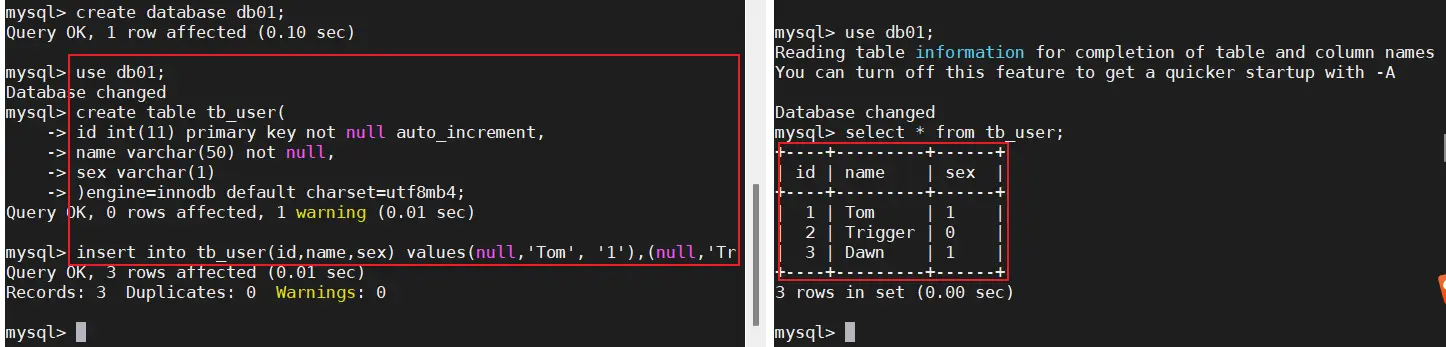 mysql> create database db01;
Query OK, 1 row affected (0.10 sec)
mysql> use db01;
Database changed
mysql> create table tb_user(
    -> id int(11) primary key not null auto_increment,
    -> name varchar(50) not null,
    -> sex varchar(1)
    -> )engine=innodb default charset=utf8mb4;
Query OK, 0 rows affected, 1 warning (0.01 sec)
mysql> insert into tb_user(id,name,sex) values(null,'Tom', '1'),(null,'Tr
Query OK, 3 rows affected (0.01 sec)
Records: 3  Duplicates: 0  Warnings: 0
mysql>
mysql> use db01;
Reading table information for completion of table and column names
You can turn off this feature to get a quicker startup with -A
Database changed
mysql> select * from tb_user;
+----+---------+------+
| id | name    | sex  |
+----+---------+------+
|  1 | Tom     | 1    |
|  2 | Trigger | 0    |
|  3 | Dawn    | 1    |
+----+---------+------+
3 rows in set (0.00 sec)
mysql>